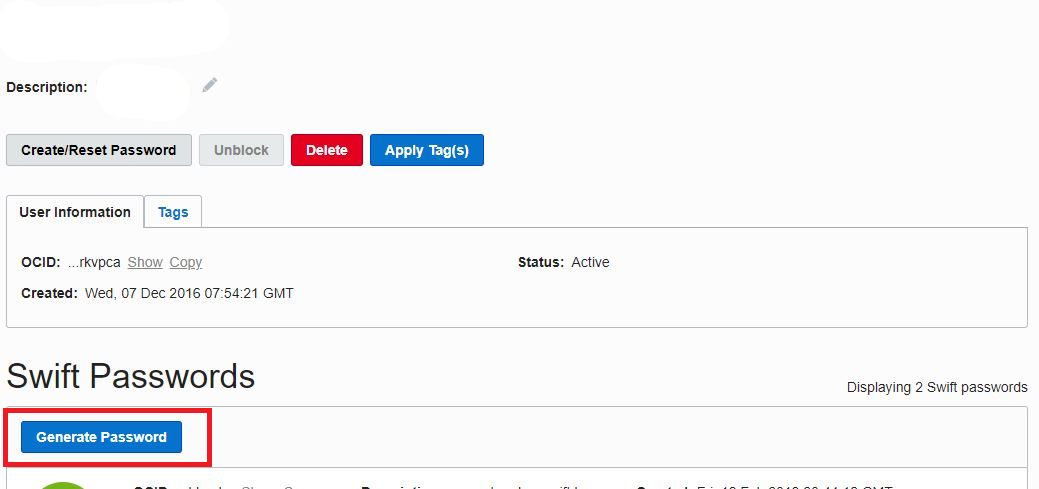 Description:
Create/Reset Password Unblock Delete Apply Tag(s)
User Information Tags
OCID: ...rkvpca Show Copy Status: Active
Created: Wed, 07 Dec 2016 07:54:21 GMT
Swift Passwords
Displaying 2 Swift passwords
Generate Password